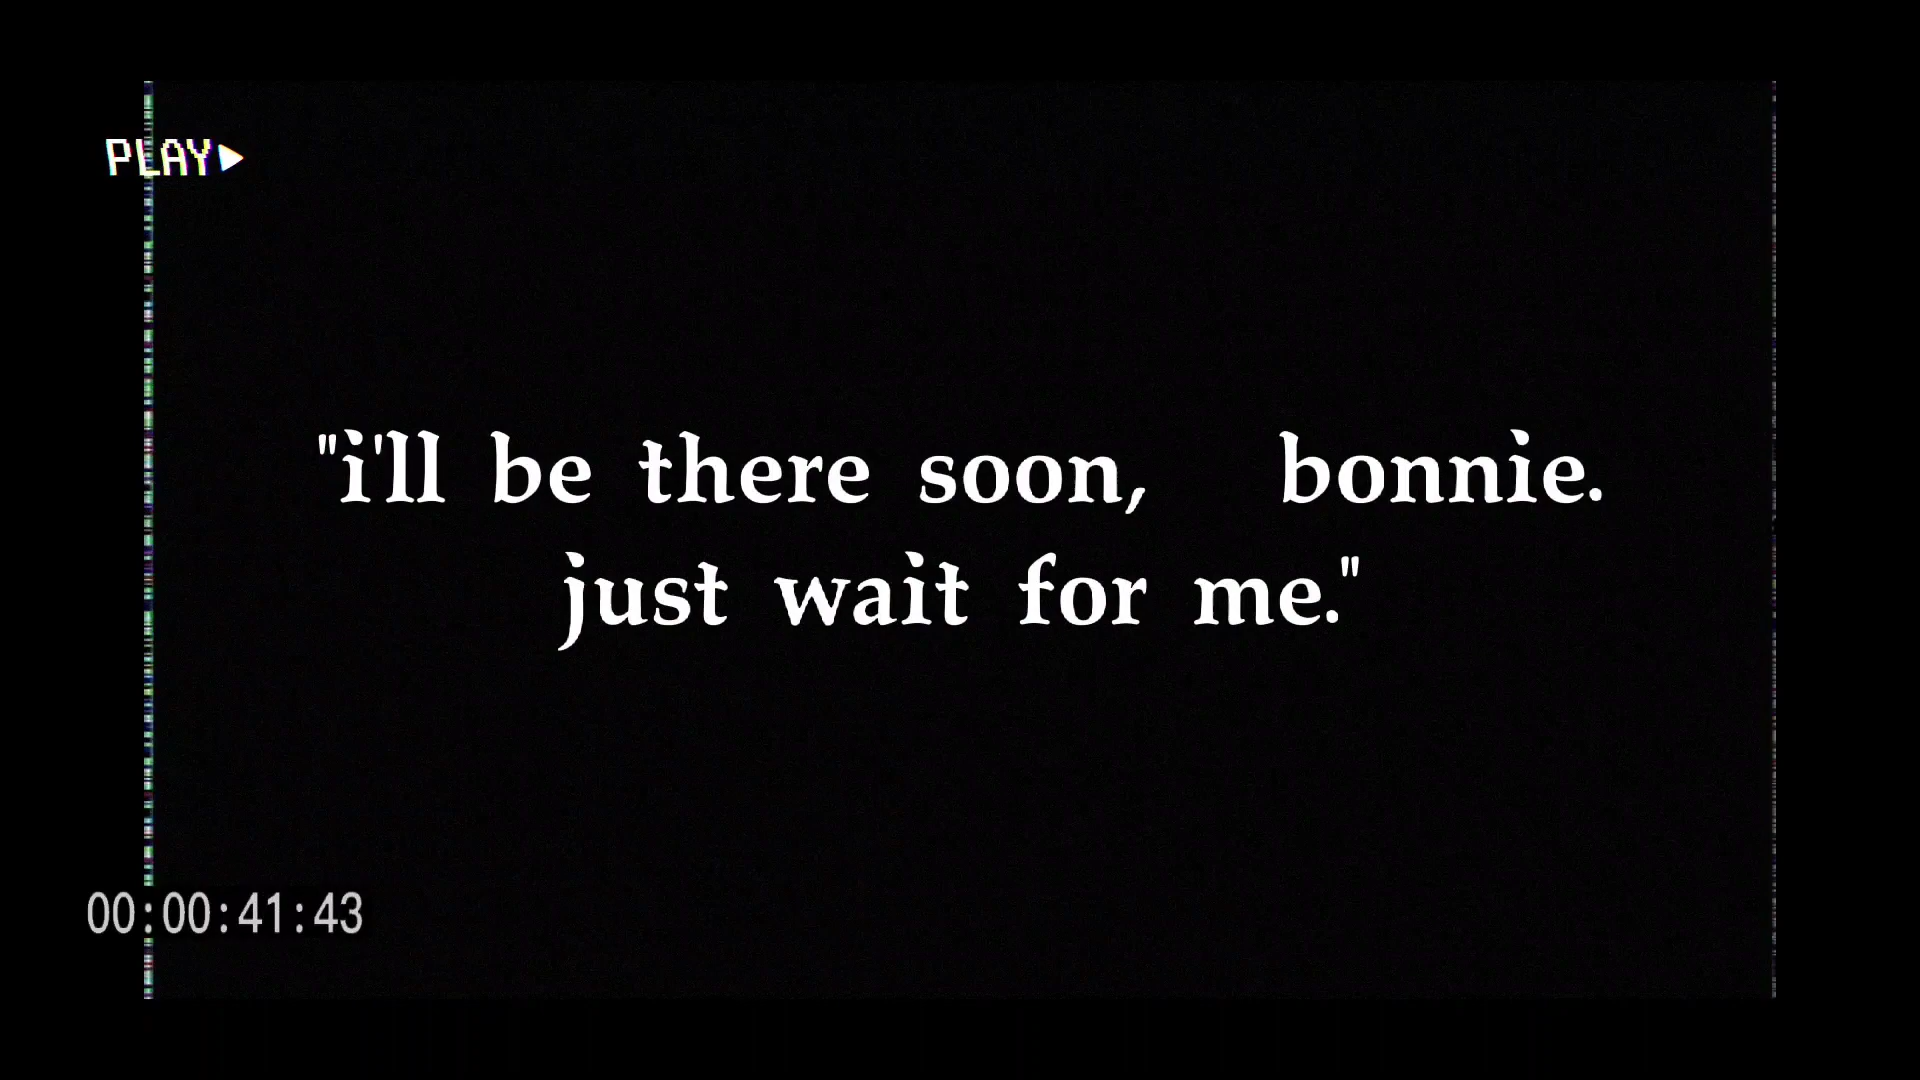 PLAY▶
"i'll be there soon, bonnie.
just wait for me."
00:00:41:43